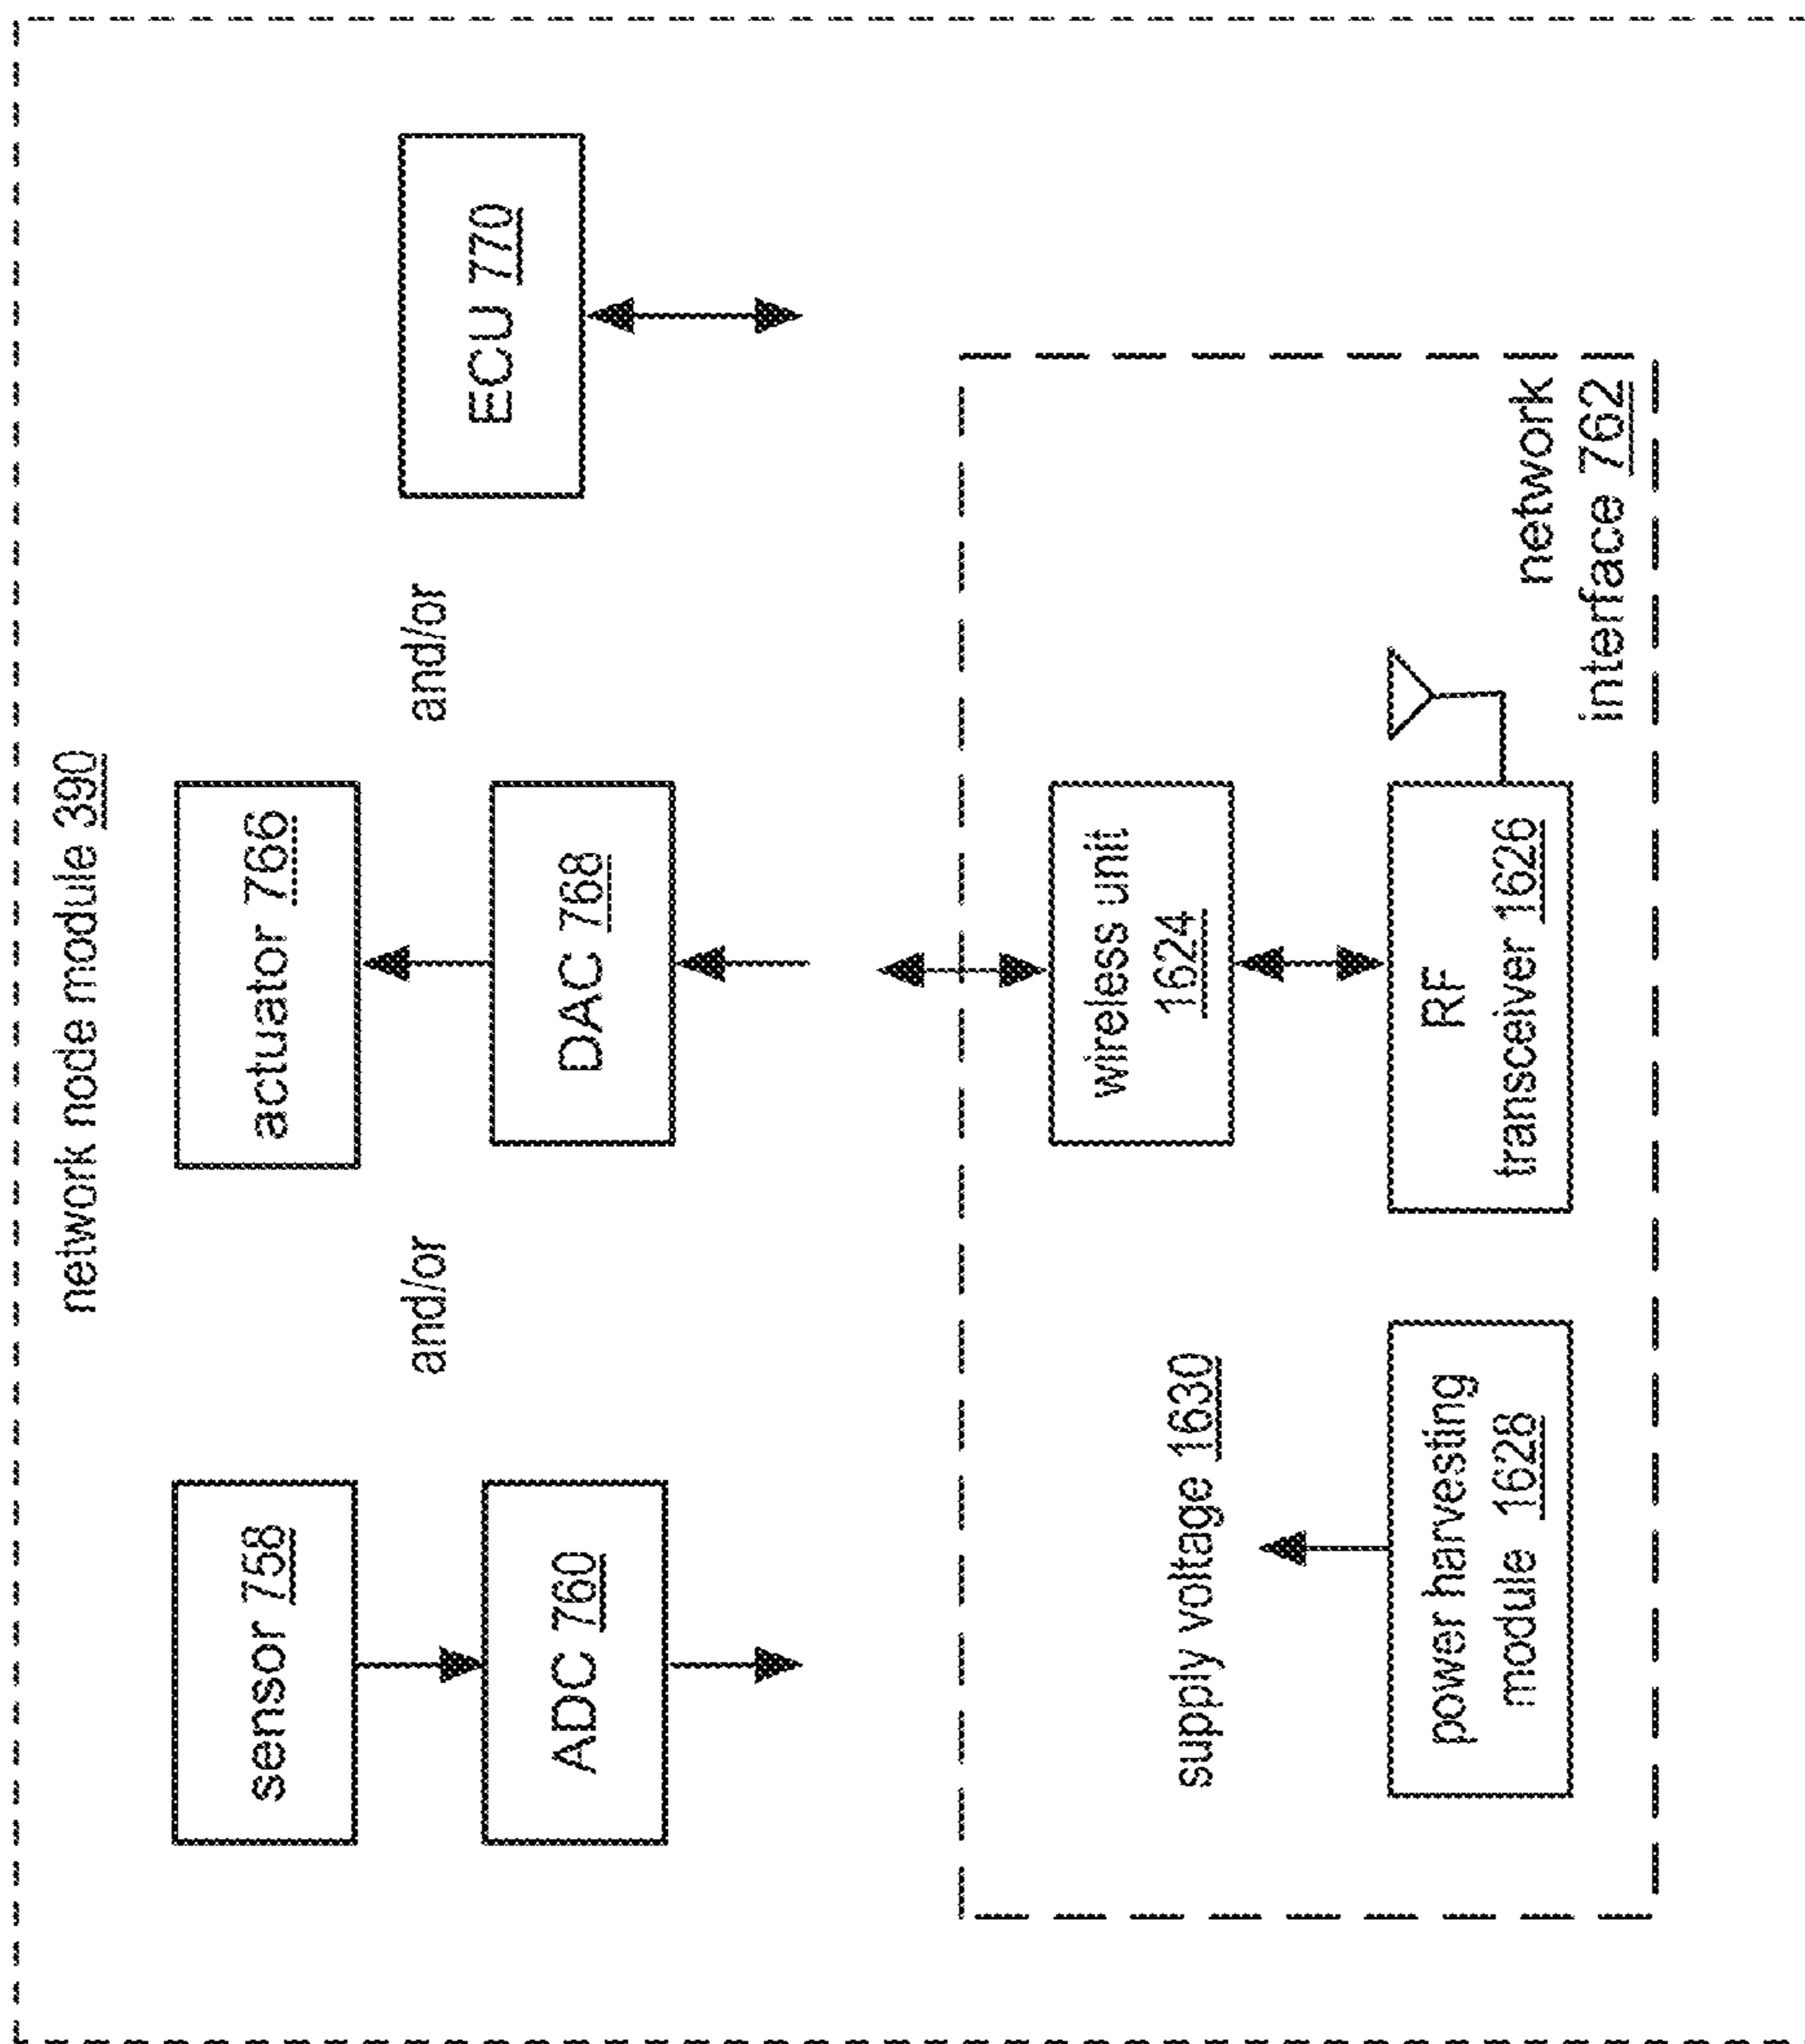 network node module 390
sensor 758
ADC 760
and/or
actuator 766
DAC 768
and/or
ECU 770
supply voltage 1630
power harvesting
module 1628
wireless unit
1624
RF
transceiver 1626
network
interface 762